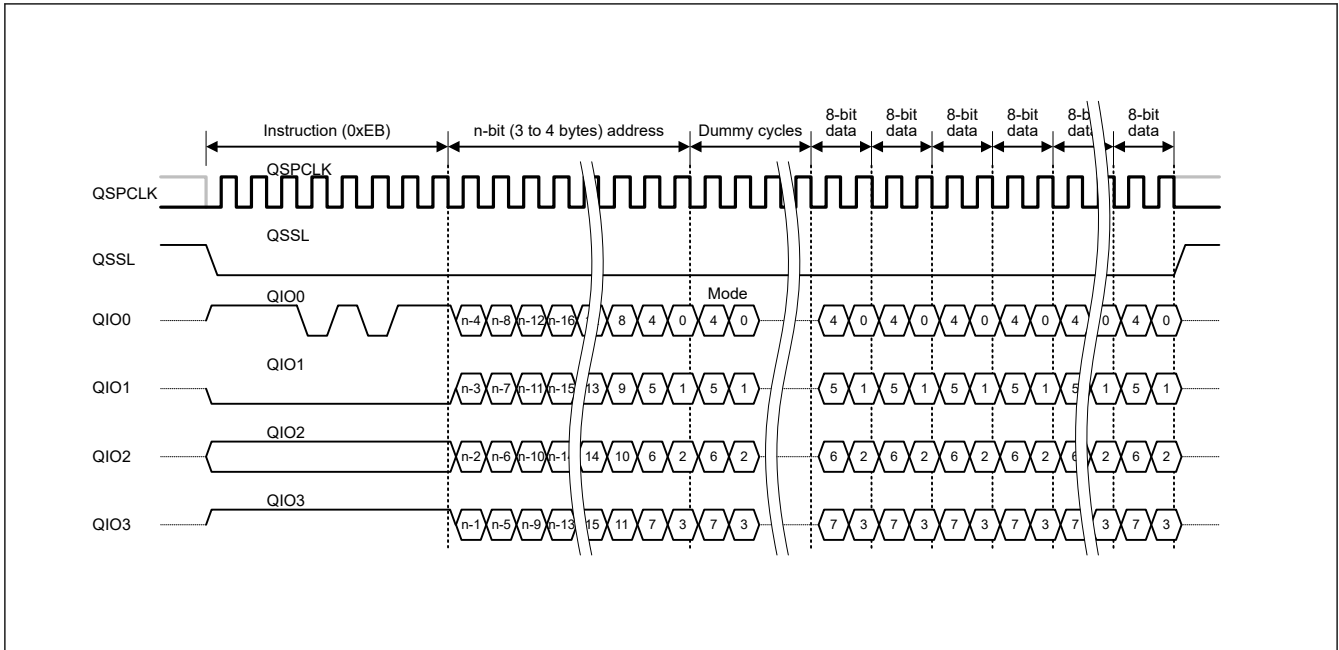 8-bit data 8-bit data 8-bit data 8-bit data 8-b data 8-bit data
Instruction (0xEB) n-bit (3 to 4 bytes) address Dummy cycles
QSPCLK
QSPCLK
QSSL
QSSL
QIO0
Mode
QIO0 n-4 n-8 n-12 n-16 8 4 0 4 0 4 0 4 0 4 0 4 0 4 0 4 0
QIO1
QIO1 n-3 n-7 n-11 n-15 13 9 5 1 5 1 5 1 5 1 5 1 5 1 5 1 5 1
QIO2
QIO2 n-2 n-6 n-10 n-1 14 10 6 2 6 2 6 2 6 2 6 2 6 2 6 2 6 2
QIO3
QIO3 n-1 n-5 n-9 n-13 15 11 7 3 7 3 7 3 7 3 7 3 7 3 7 3 7 3